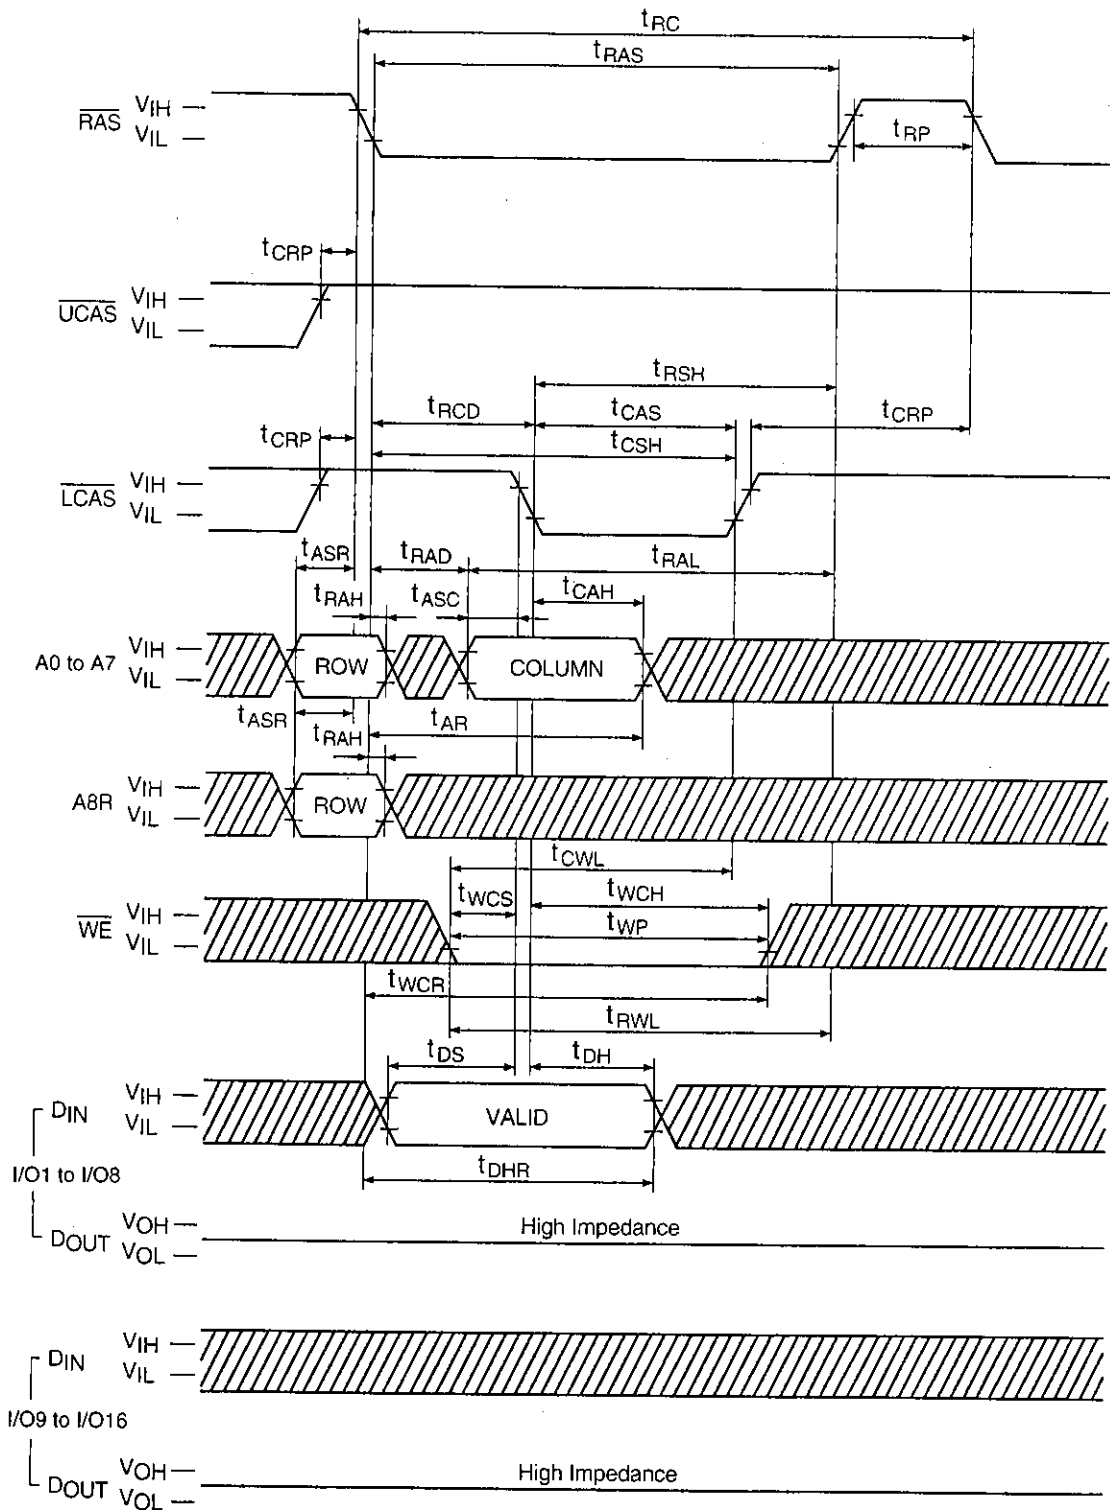 tRC
tRAS
RAS VIH
VIL
tRP
tCRP
UCAS VIH
VIL
tRSH
tRCD tCAS tCRP
tCRP tCSH
LCAS VIH
VIL
tASR tRAD tRAL
tRAH tASC tCAH
A0 to A7 VIH
VIL
ROW COLUMN
tASR tAR
tRAH
A8R VIH
VIL
ROW
tCWL
tWCS tWCH
WE VIH
VIL
tWP
tWCR
tRWL
tDS tDH
DIN VIH
VIL
VALID
I/O1 to I/O8
tDHR
DOUT VOH
VOL
High Impedance
DIN VIH
VIL
I/O9 to I/O16
DOUT VOH
VOL
High Impedance